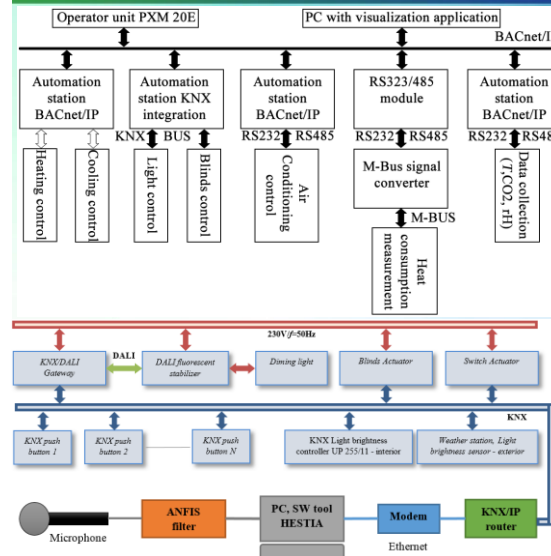 Operator unit PXM 20E
PC with visualization application
BACnet/I
Automation
station
BACnet/IP
Automation
station KNX
integration
Automation
station
BACnet/IP
RS323/485
module
Automation
station
BACnet/IP
KNX BUS
RS232 RS485
RS232 RS485
RS232 RS48
Heating control
Cooling control
Light control
Blinds control
Air
Conditioning
control
M-Bus signal
converter
Data collection
(T,CO2, rH)
M-BUS
Heat
consumption
measurement
230V/f=50Hz
KNX/DALI
Gateway
DALI
DALI fluorescent
stabilizer
Diming light
Blinds Actuator
Switch Actuator
KNX
KNX push
button 1
KNX push
button 2
KNX push
button N
KNX Light brightness
controller UP 255/11 - interior
Weather station, Light
brightness sensor - exterior
Microphone
ANFIS
filter
PC, SW tool
HESTIA
Modem
Ethernet
KNX/IP
router